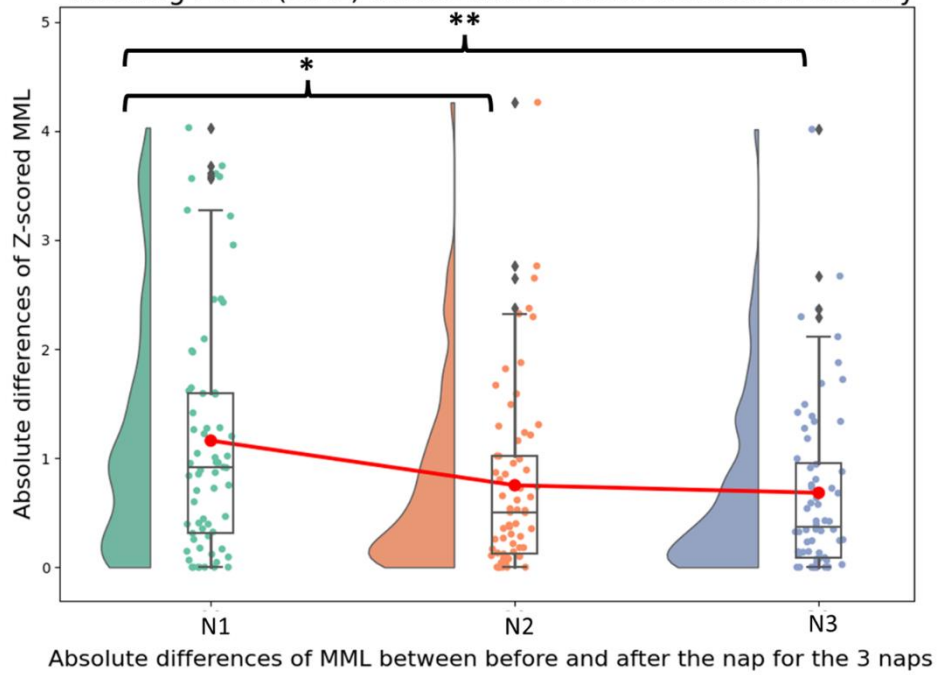 **
*
5
4
3
2
1
0
Absolute differences of Z-scored MML
N1 N2 N3
Absolute differences of MML between before and after the nap for the 3 naps